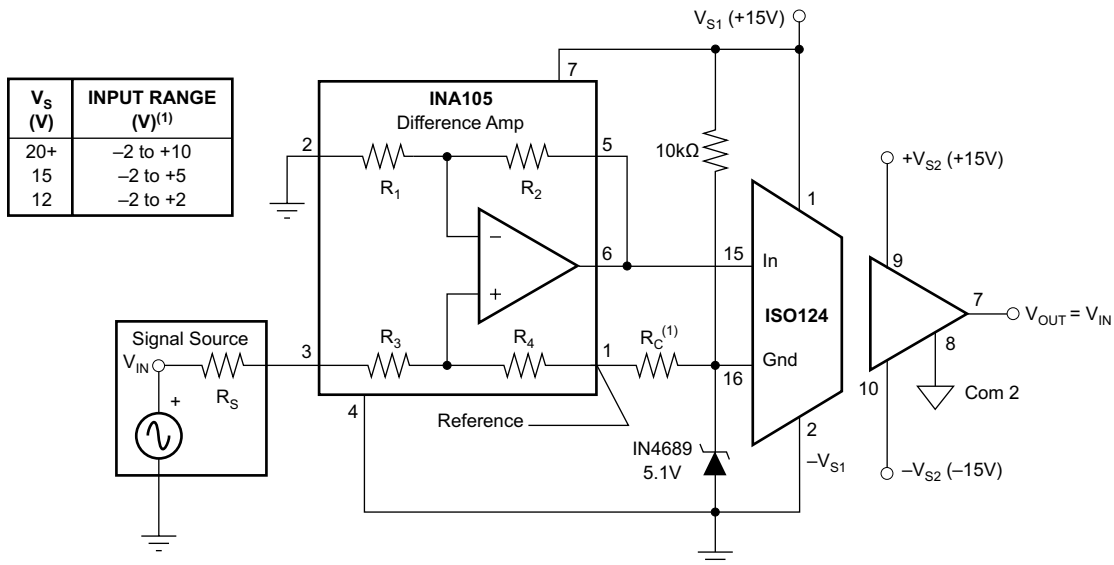 V_S1 (+15V)
V_S (V) INPUT RANGE (V)^(1)
20+ –2 to +10
15 –2 to +5
12 –2 to +2
7
INA105
Difference Amp
2
5
R_1
R_2
10kΩ
+V_S2 (+15V)
1
–
+
6
15
In
9
ISO124
7
V_OUT = V_IN
8
Signal Source
V_IN
R_S
+
3
R_3
R_4
1
R_C^(1)
16
Gnd
10
Com 2
4
Reference
2
–V_S1
IN4689
5.1V
–V_S2 (–15V)